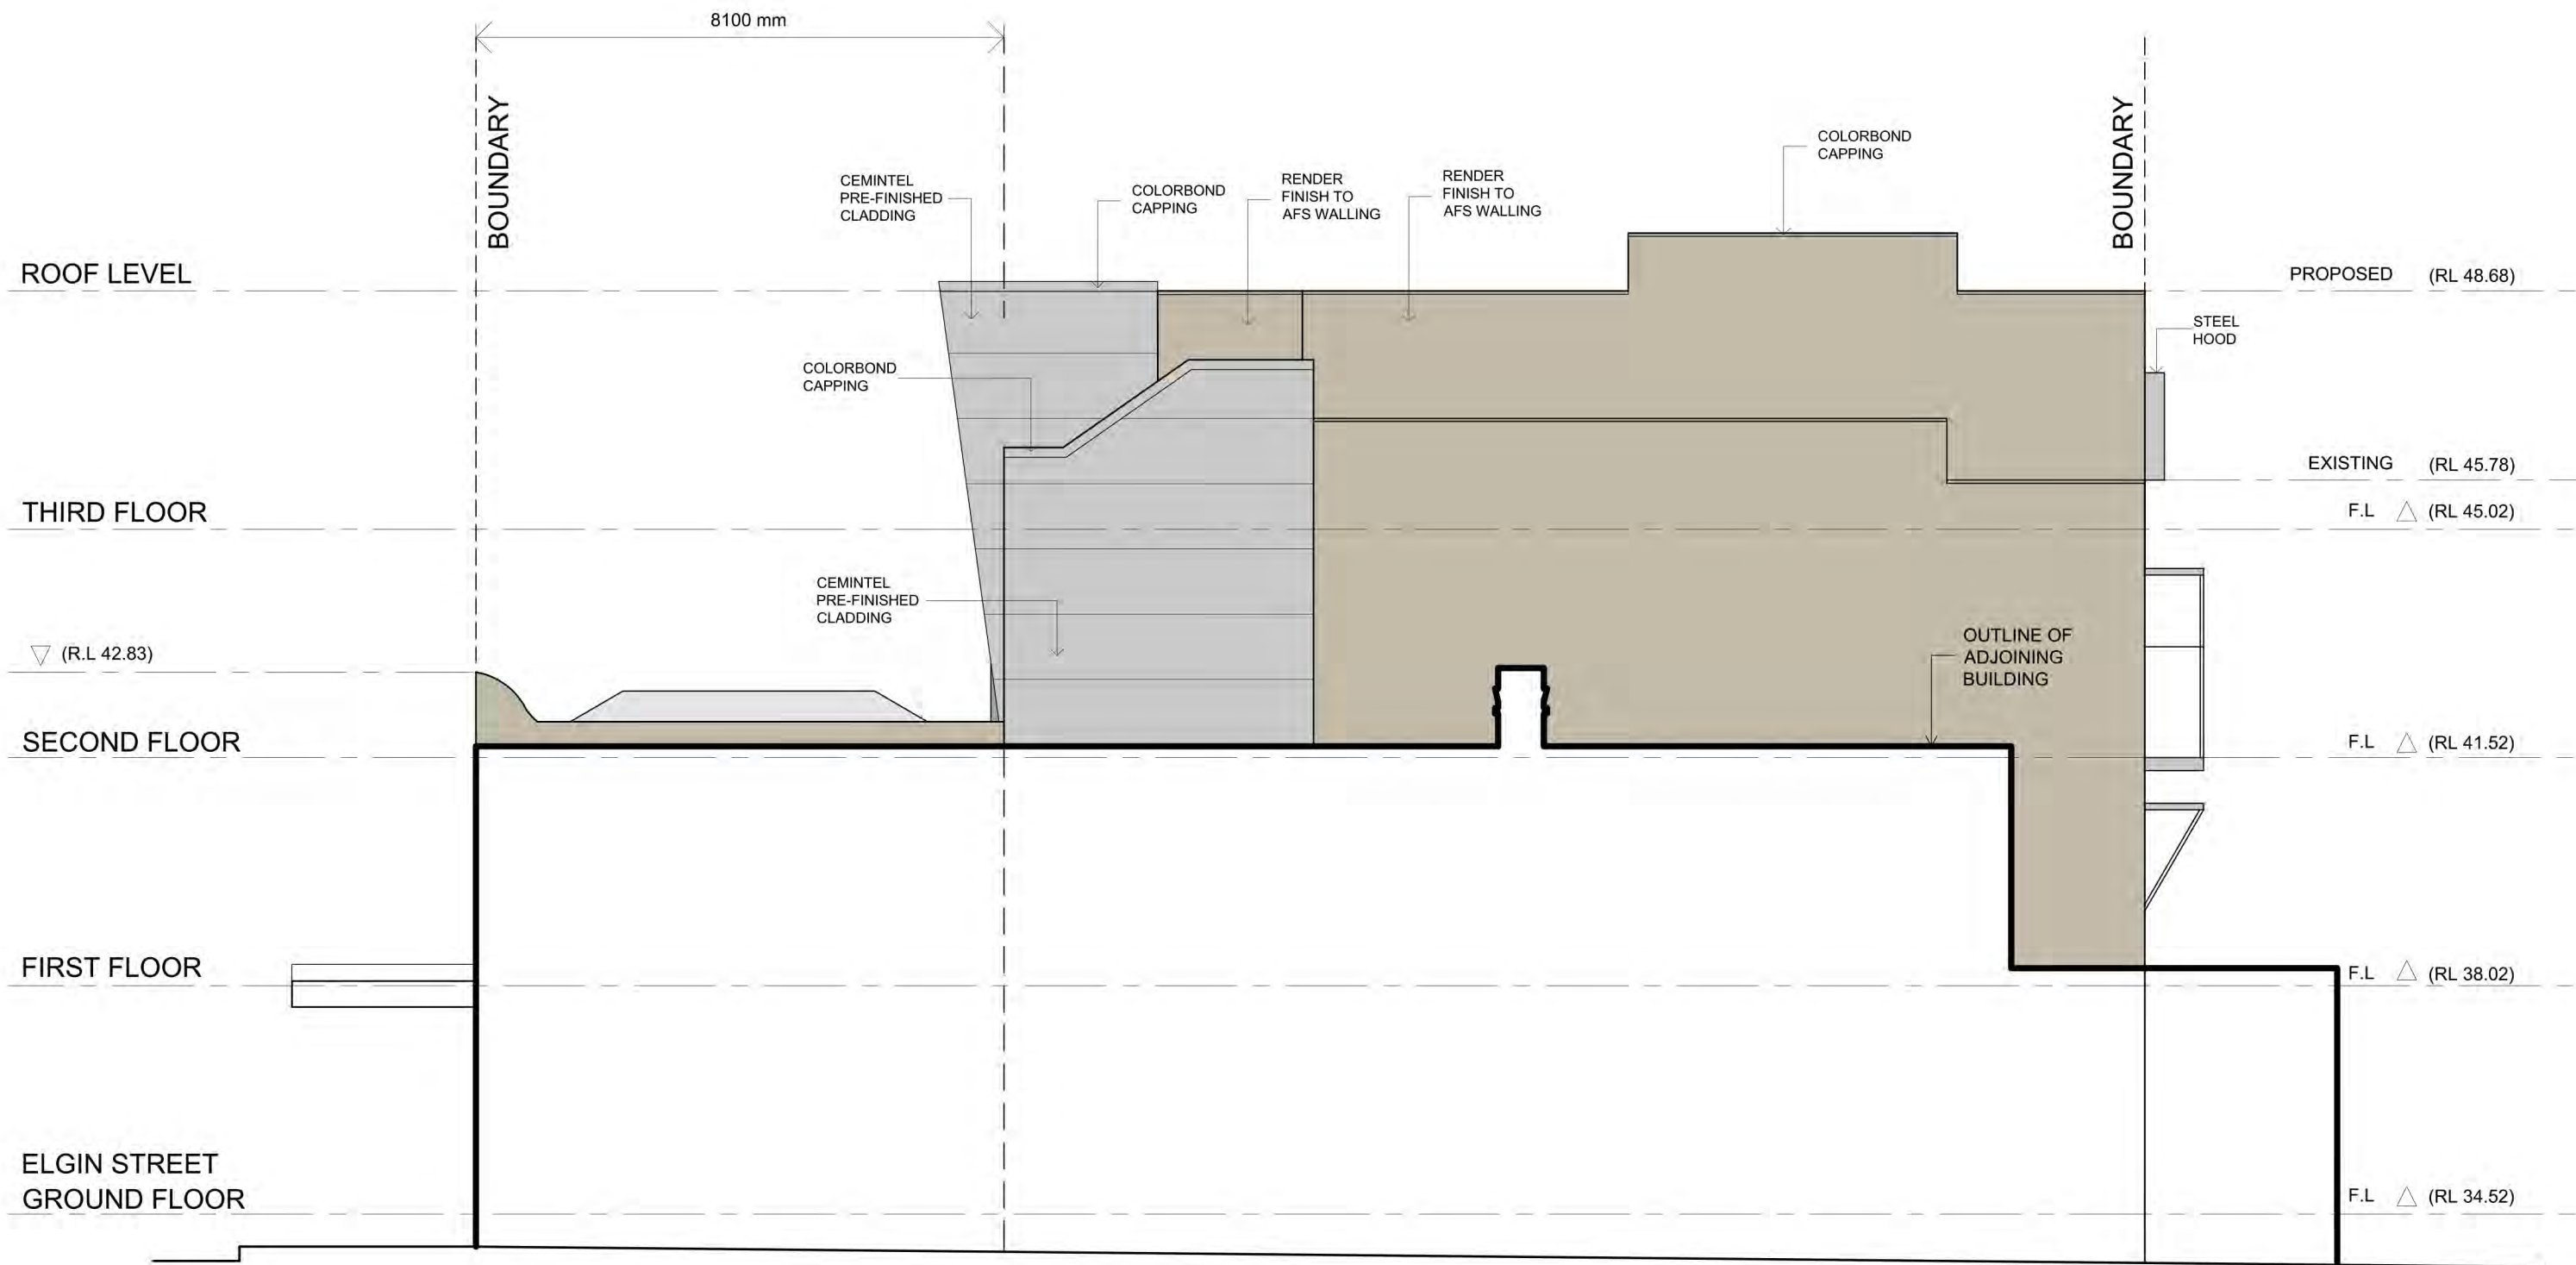 8100 mm
BOUNDARY
BOUNDARY
COLORBOND
CAPPING
CEMINTEL
PRE-FINISHED
CLADDING
COLORBOND
CAPPING
RENDER
FINISH TO
AFS WALLING
RENDER
FINISH TO
AFS WALLING
ROOF LEVEL
PROPOSED (RL 48.68)
STEEL
HOOD
COLORBOND
CAPPING
EXISTING (RL 45.78)
THIRD FLOOR
F.L (RL 45.02)
CEMINTEL
PRE-FINISHED
CLADDING
OUTLINE OF
ADJOINING
BUILDING
(R.L 42.83)
SECOND FLOOR
F.L (RL 41.52)
FIRST FLOOR
F.L (RL 38.02)
ELGIN STREET
GROUND FLOOR
F.L (RL 34.52)